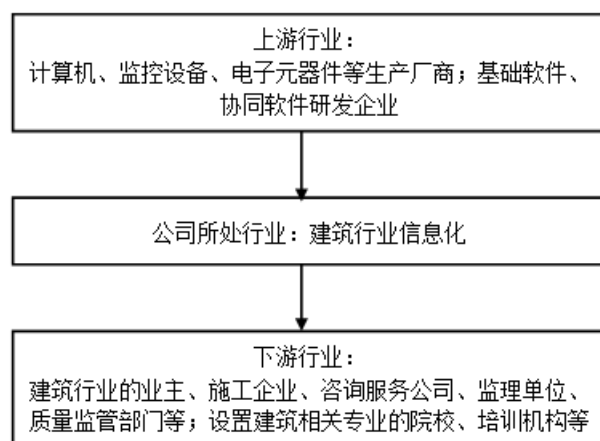 上游行业：
计算机、监控设备、电子元器件等生产厂商；基础软件、
协同软件研发企业
公司所处行业：建筑行业信息化
下游行业：
建筑行业的业主、施工企业、咨询服务公司、监理单位、
质量监管部门等；设置建筑相关专业的院校、培训机构等